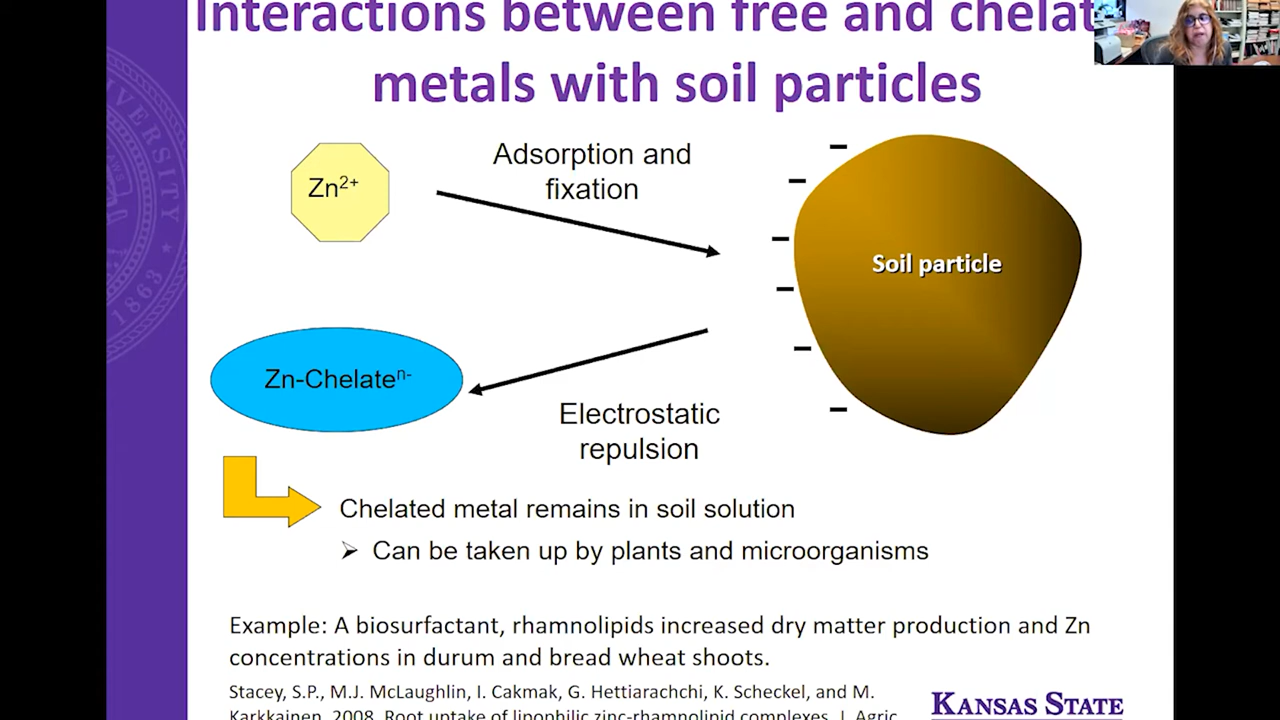 Interactions between free and chelat
metals with soil particles
Zn2+
Adsorption and
fixation
Soil particle
Zn-Chelaten-
Electrostatic
repulsion
Chelated metal remains in soil solution
Can be taken up by plants and microorganisms
Example: A biosurfactant, rhamnolipids increased dry matter production and Zn
concentrations in durum and bread wheat shoots.
Stacey, S.P., M.J. McLaughlin, I. Cakmak, G. Hettiarachchi, K. Scheckel, and M.
Karkkainen. 2008. Root uptake of lipophilic zinc-rhamnolipid complexes. J. Agric
KANSAS STATE
1863